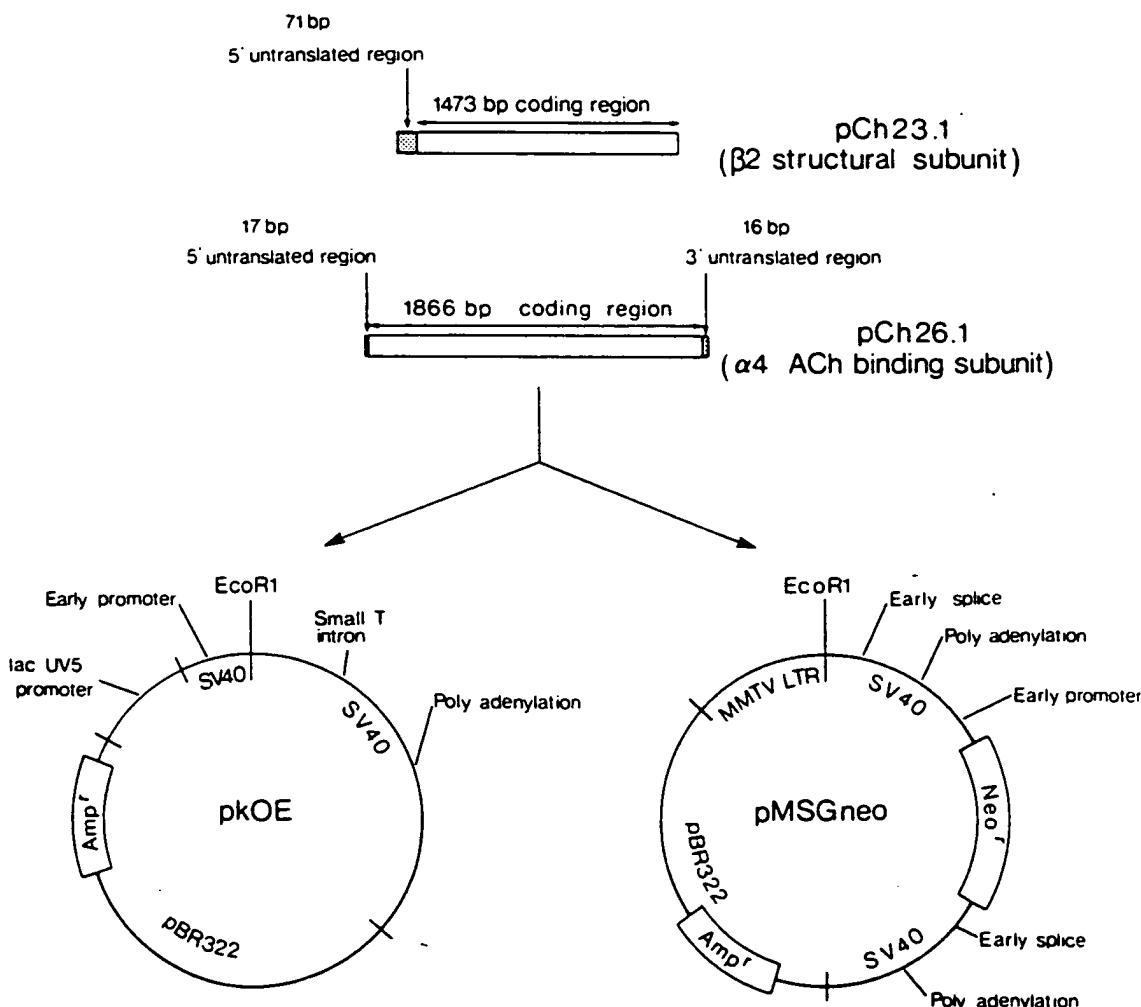 71 bp
5' untranslated region
1473 bp coding region
pCh23.1
(β2 structural subunit)
17 bp
5' untranslated region
16 bp
3' untranslated region
1866 bp coding region
pCh26.1
(α4 ACh binding subunit)
EcoR1
Early promoter
Small T
intron
lac UV5
promoter
SV40
SV40
Poly adenylation
Ampʳ
pkOE
pBR322
EcoR1
Early splice
Poly adenylation
MMTV LTR
SV40
Early promoter
pMSGneo
Neoʳ
pBR322
Ampʳ
SV40
Early splice
Poly adenylation